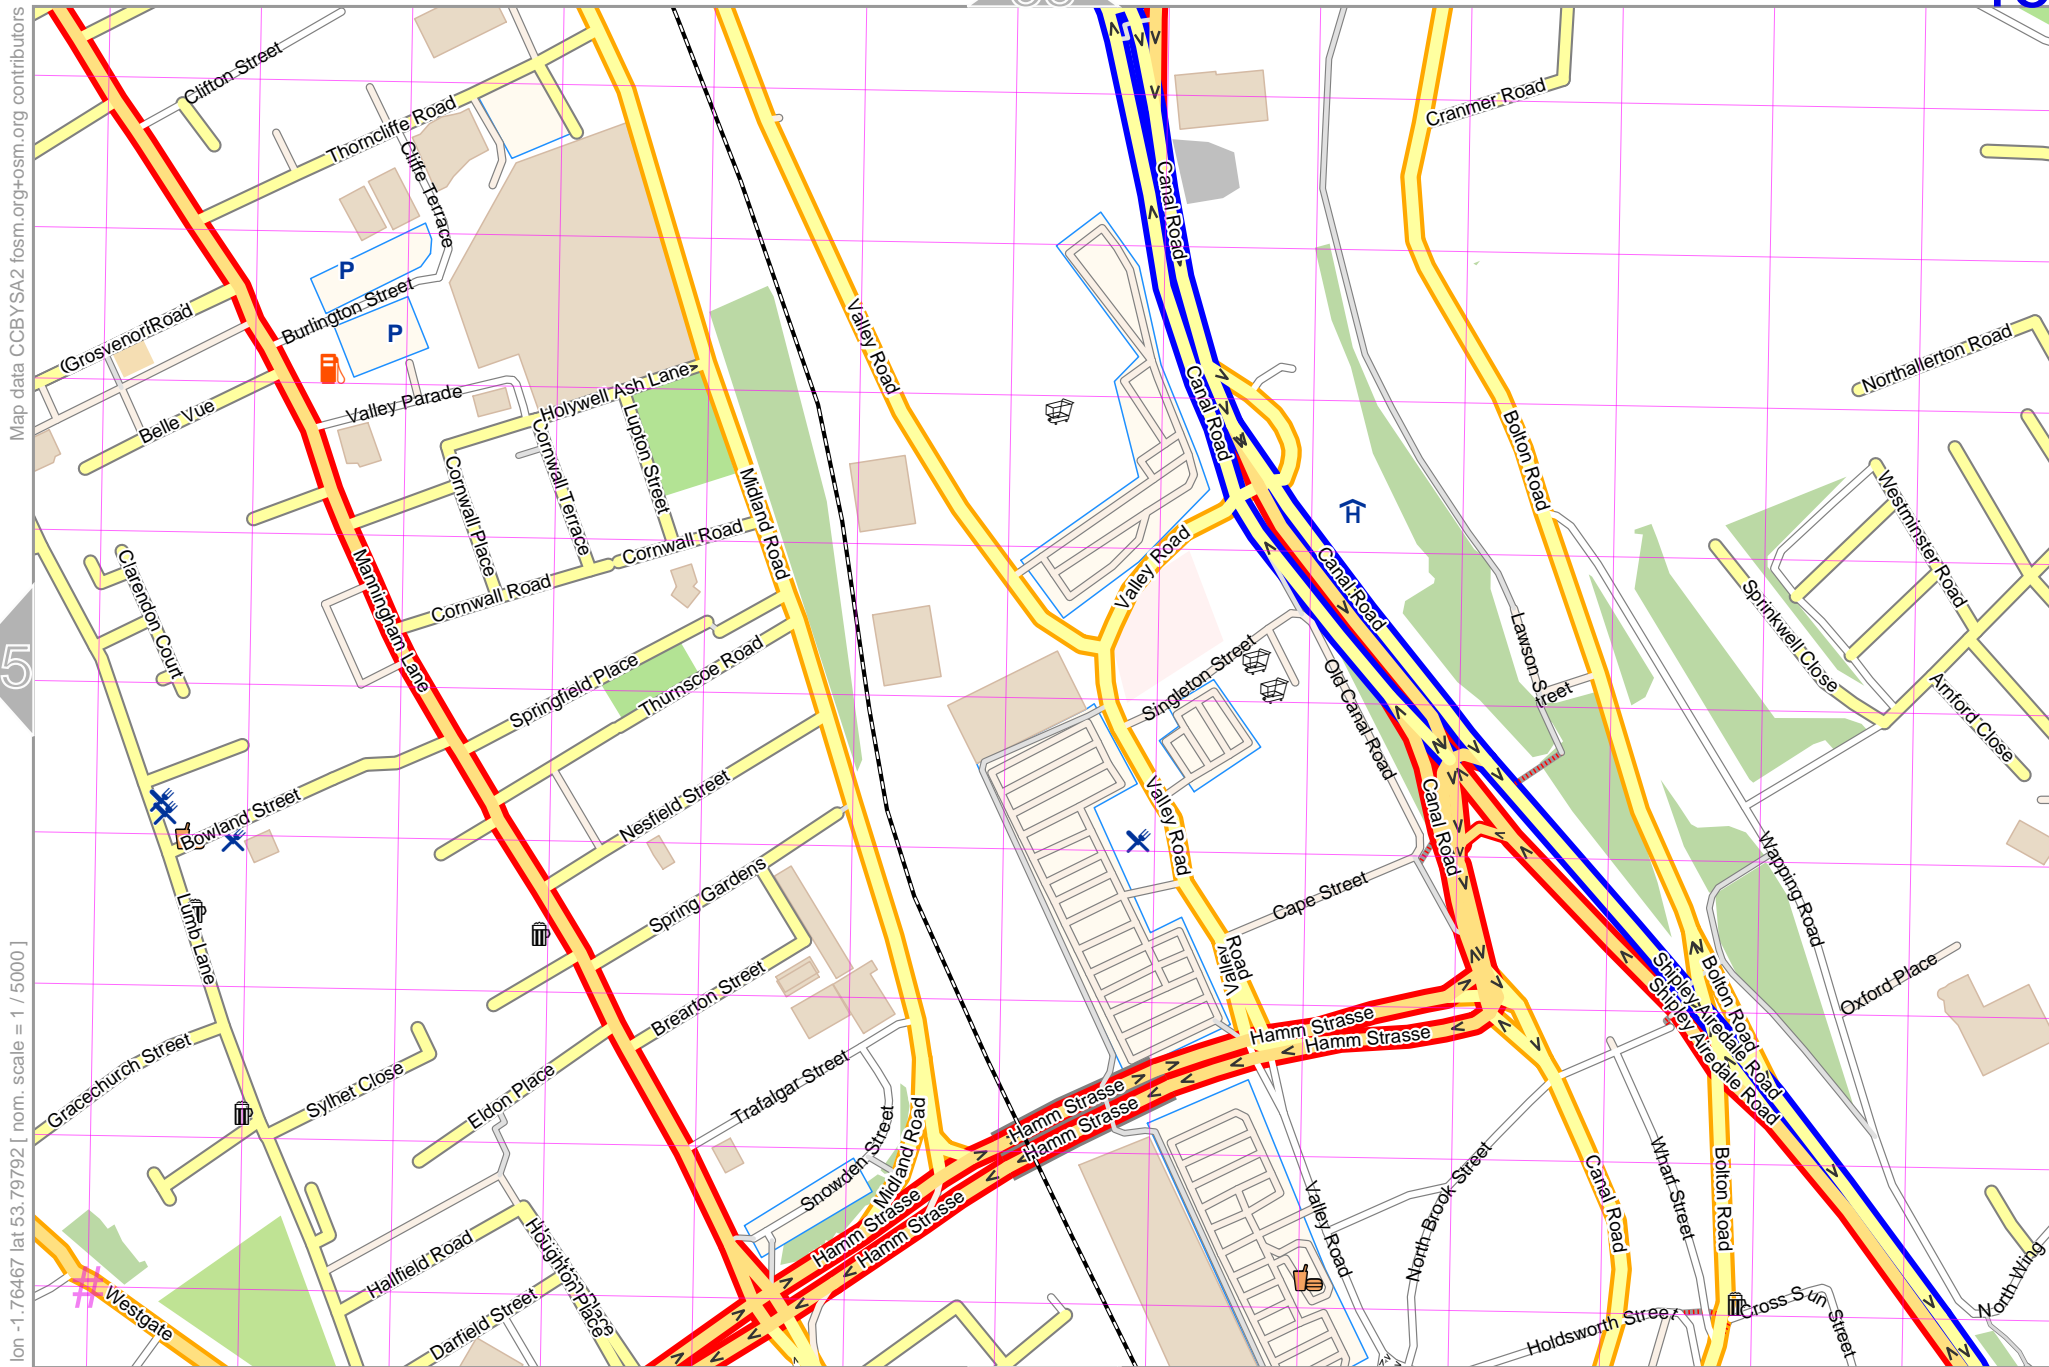 Map data CCBYSA2 fosm.org+osm.org contributors
lon -1.76467 lat 53.79792 [ nom. scale = 1 / 5000 ]
5
Clifton Street
Thorncliffe Road
Cliffe Terrace
Cranmer Road
Canal Road
P
P
Burlington Street
Valley Road
Northallerton Road
Belle Vue
Valley Parade
Holywell Ash Lane
Canal Road
Lupton Street
Cornwall Terrace
Cornwall Place
Midland Road
Bolton Road
Westminster Road
H
Cornwall Road
Cornwall Road
Manningham Lane
Clarendon Court
Valley Road
Canal Road
Sprinkwell Close
Lawson Street
Arnford Close
Springfield Place
Thurnscoe Road
Singleton Street
Old Canal Road
Nesfield Street
Bowland Street
Valley Road
Canal Road
Wapping Road
Cape Street
Spring Gardens
Lumb Lane
Brearton Street
Valley Road
Bolton Road
Oxford Place
Shipley Airedale Road
Shipley Airedale Road
Hamm Strasse
Hamm Strasse
Gracechurch Street
Sylhet Close
Eldon Place
Trafalgar Street
Hamm Strasse
Hamm Strasse
Snowden Street
Midland Road
Hamm Strasse
Hamm Strasse
Valley Road
North Brook Street
Canal Road
Wharf Street
Bolton Road
North Wing
Hallfield Road
Houghton Place
Darfield Street
Westgate
#
Holdsworth Street
Cross Sun Street